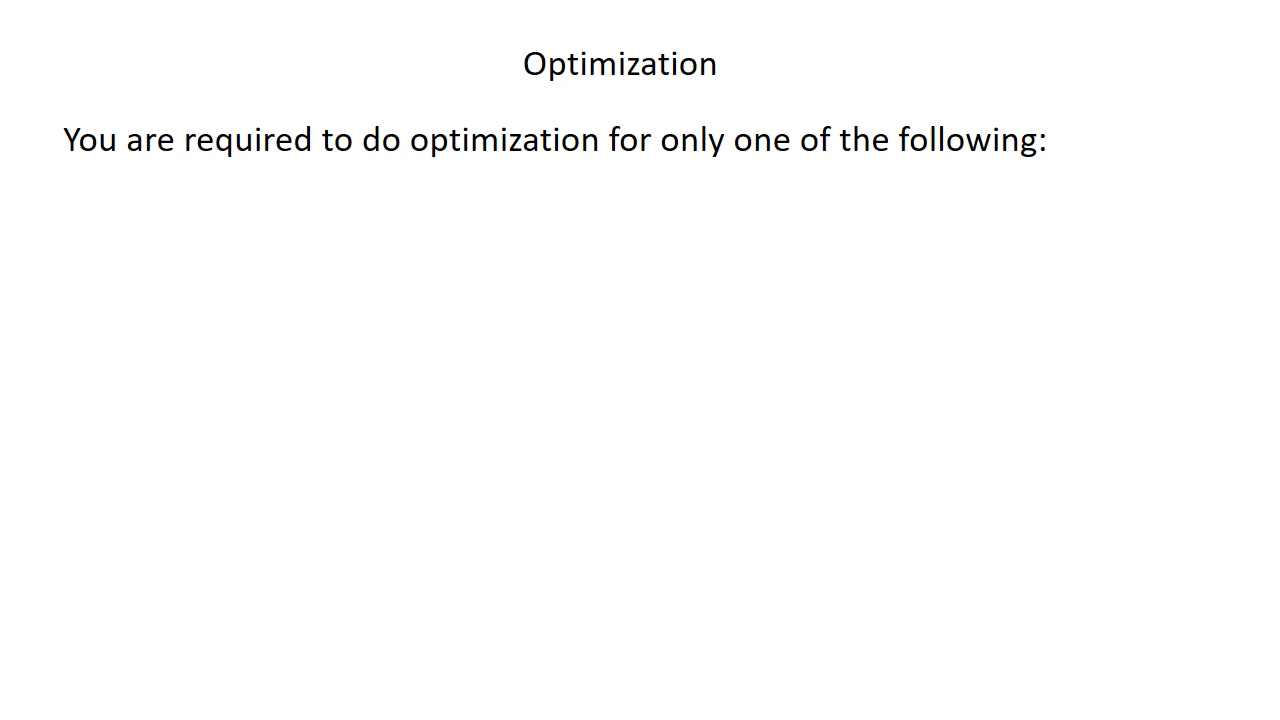 Optimization
You are required to do optimization for only one of the following: